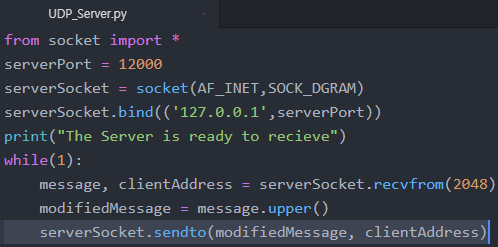 UDP_Server.py
from socket import *
serverPort = 12000
serverSocket = socket(AF_INET,SOCK_DGRAM)
serverSocket.bind(('127.0.0.1',serverPort))
print("The Server is ready to recieve")
while(1):
    message, clientAddress = serverSocket.recvfrom(2048)
    modifiedMessage = message.upper()
    serverSocket.sendto(modifiedMessage, clientAddress)